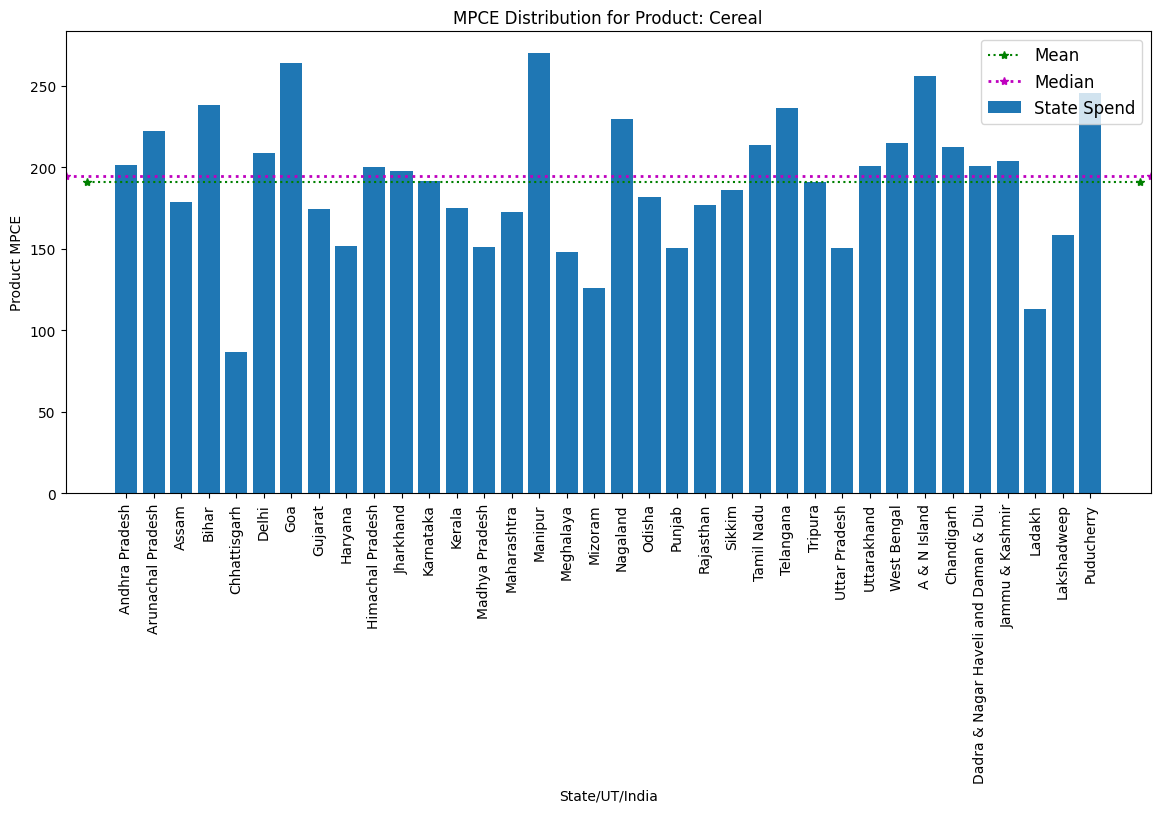 MPCE Distribution for Product: Cereal
Mean
Median
State Spend
Product MPCE
250
200
150
100
50
0
Andhra Pradesh
Arunachal Pradesh
Assam
Bihar
Chhattisgarh
Delhi
Goa
Gujarat
Haryana
Himachal Pradesh
Jharkhand
Karnataka
Kerala
Madhya Pradesh
Maharashtra
Manipur
Meghalaya
Mizoram
Nagaland
Odisha
Punjab
Rajasthan
Sikkim
Tamil Nadu
Telangana
Tripura
Uttar Pradesh
Uttarakhand
West Bengal
A & N Island
Chandigarh
Dadra & Nagar Haveli and Daman & Diu
Jammu & Kashmir
Ladakh
Lakshadweep
Puducherry
State/UT/India